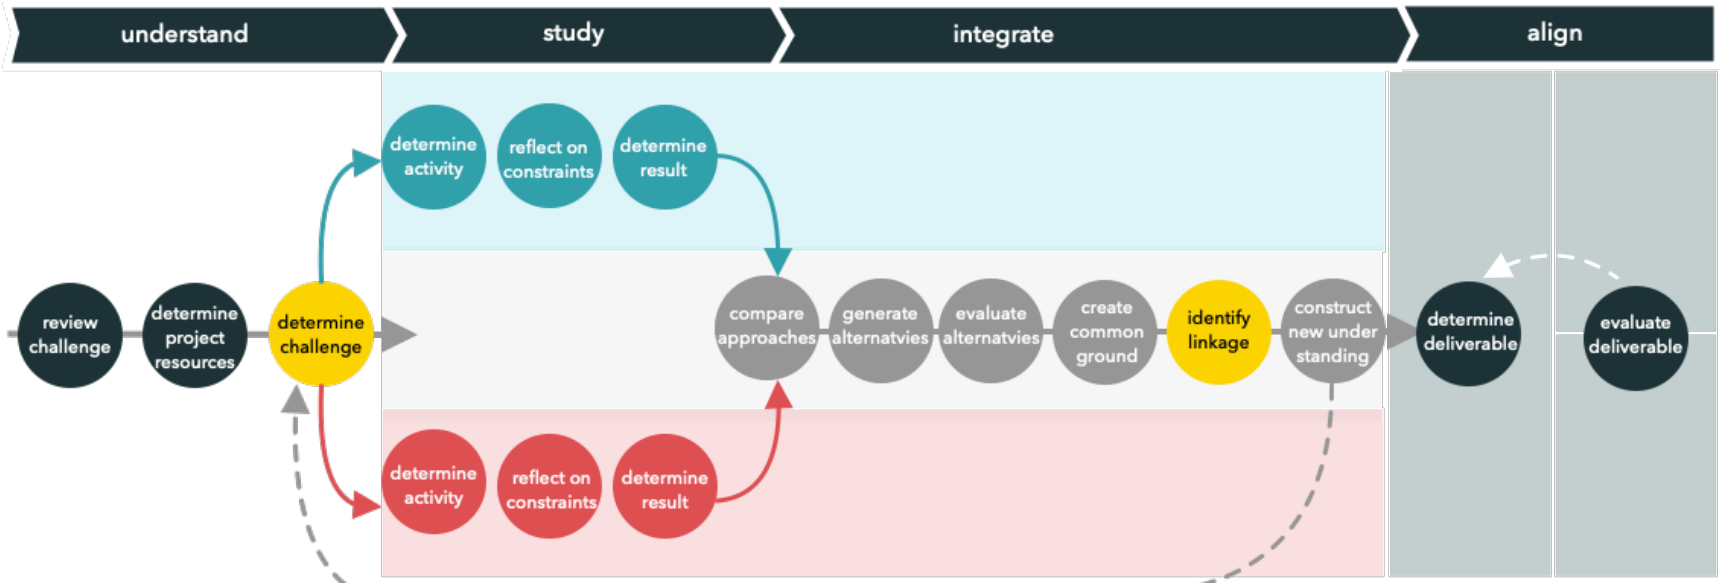 understand
study
integrate
align
determine
activity
reflect on
constraints
determine
result
review
challenge
determine
project
resources
determine
challenge
compare
approaches
generate
alternatvies
evaluate
alternatvies
create
common
ground
identify
linkage
construct
new under
standing
determine
deliverable
evaluate
deliverable
determine
activity
reflect on
constraints
determine
result